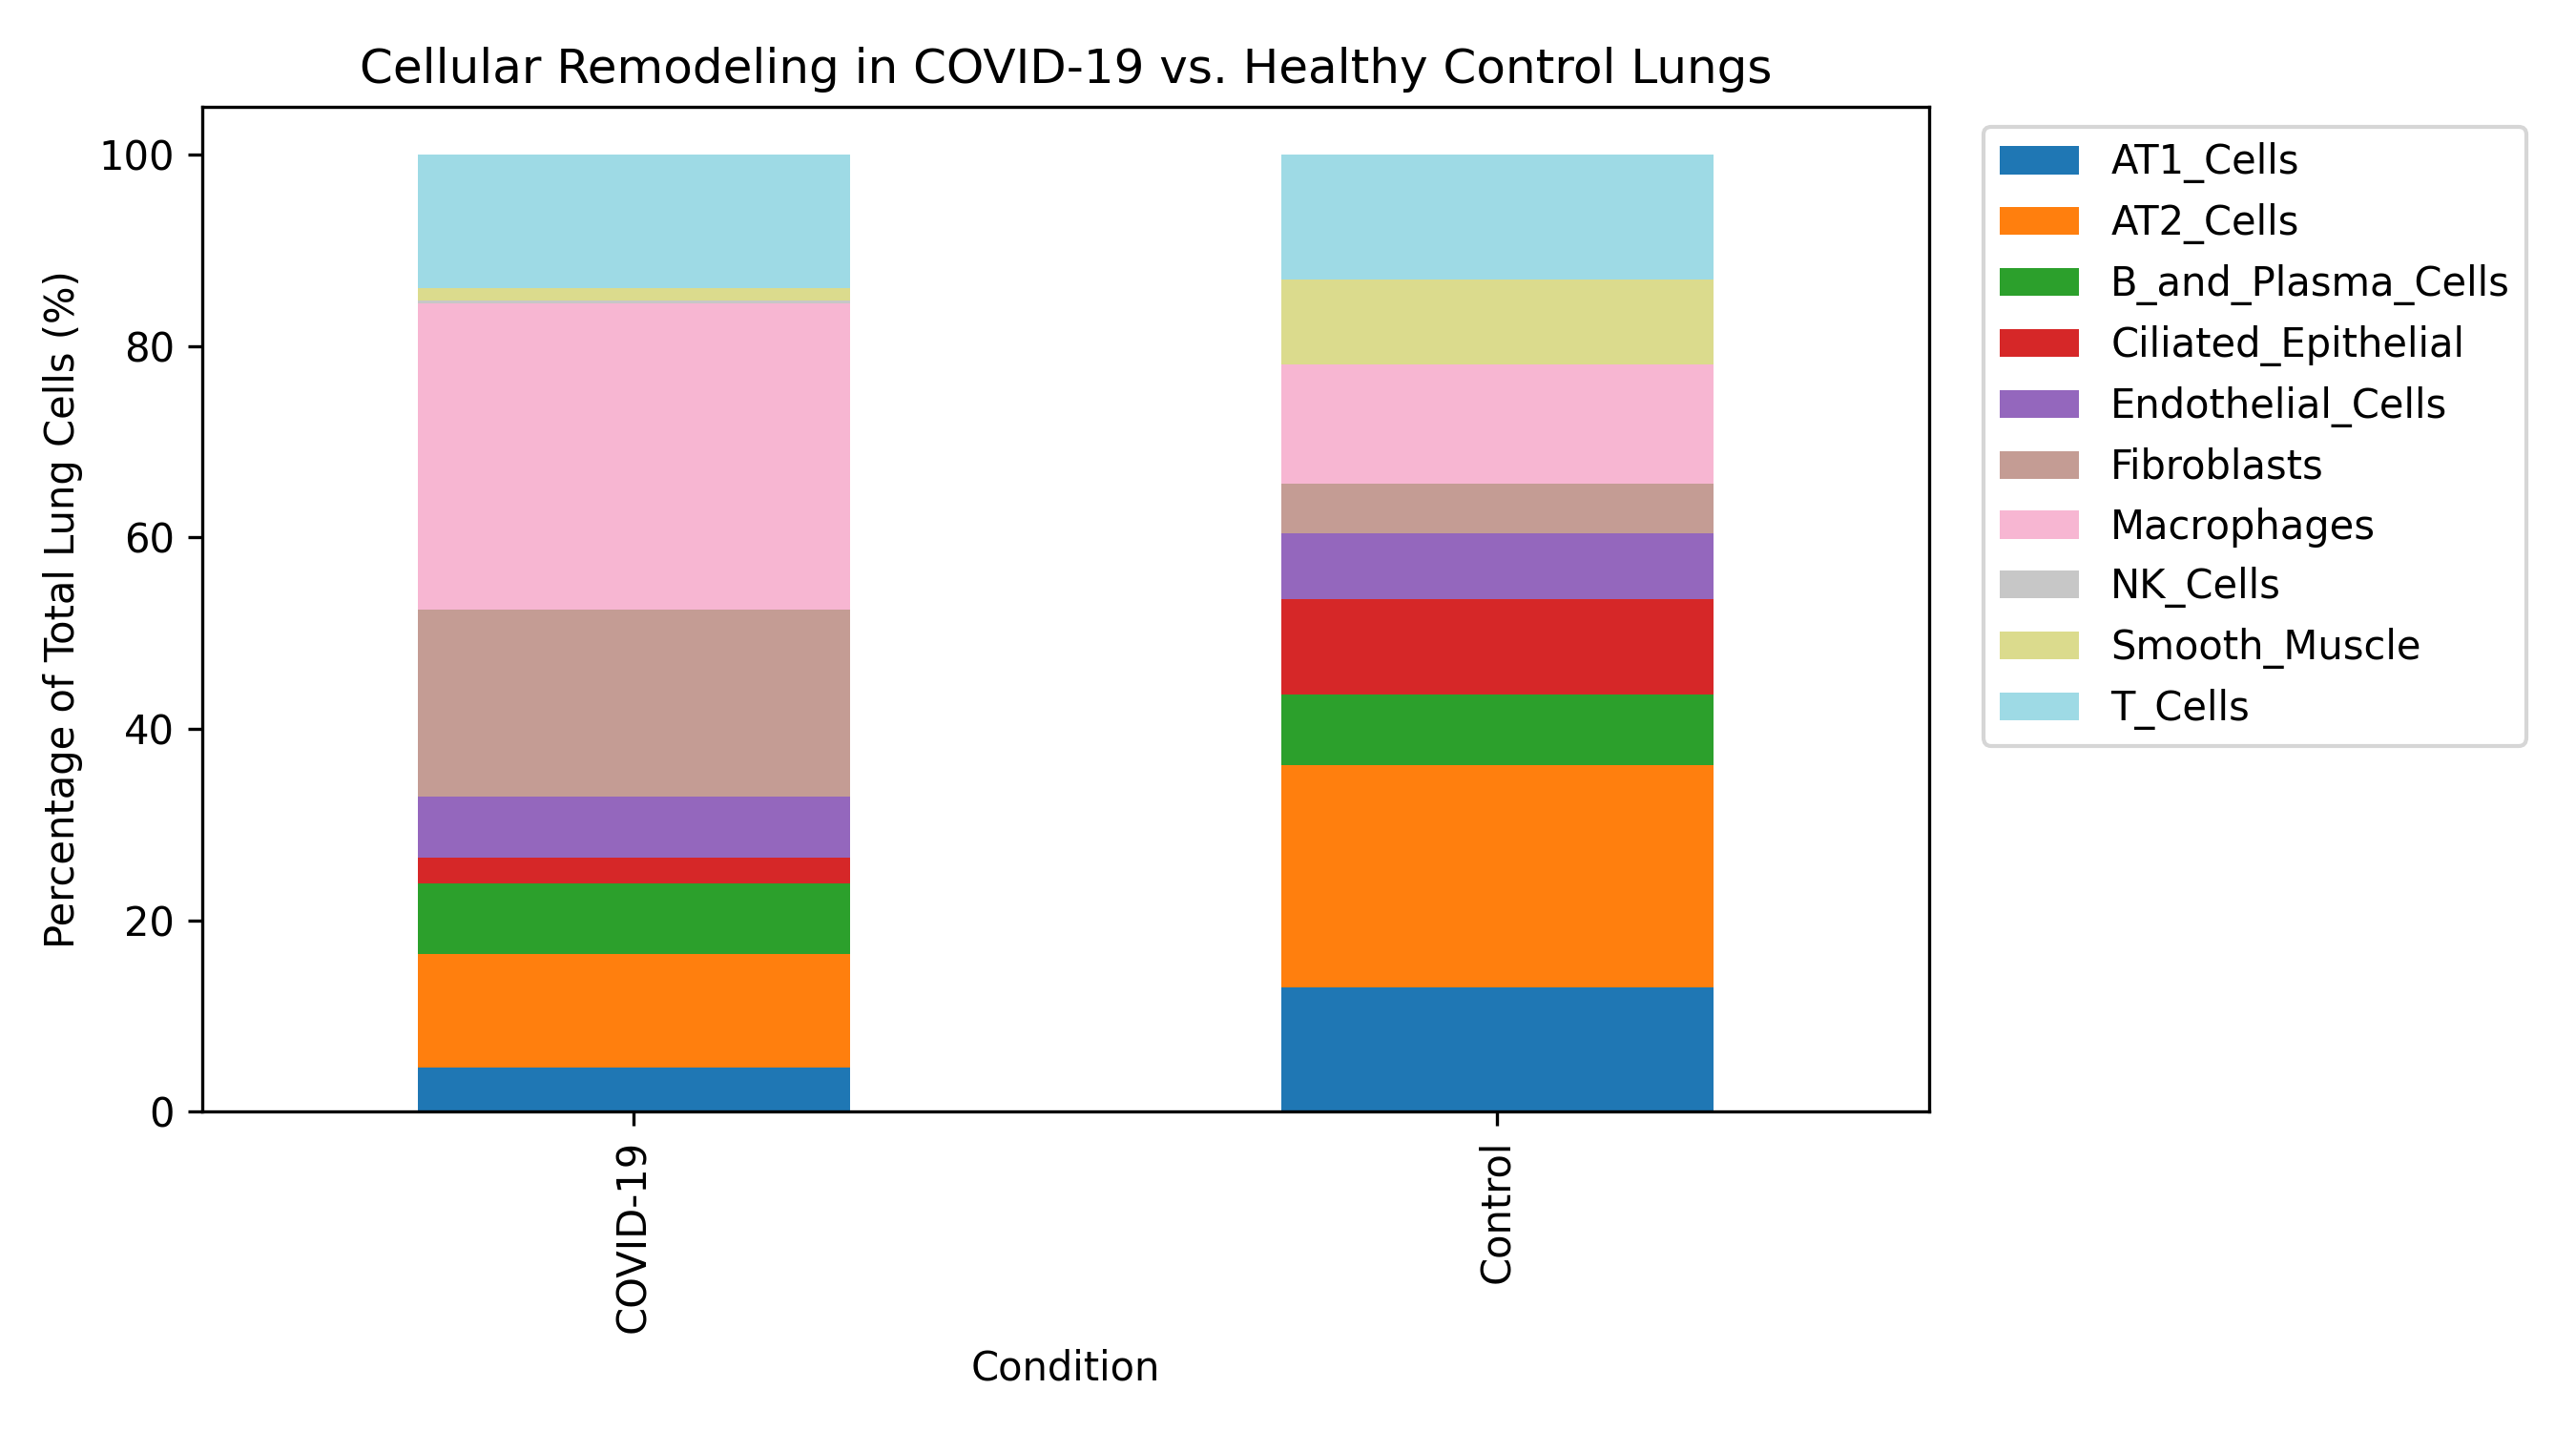 Cellular Remodeling in COVID-19 vs. Healthy Control Lungs
Percentage of Total Lung Cells (%)
100
80
60
40
20
0
COVID-19
Control
Condition
AT1_Cells
AT2_Cells
B_and_Plasma_Cells
Ciliated_Epithelial
Endothelial_Cells
Fibroblasts
Macrophages
NK_Cells
Smooth_Muscle
T_Cells